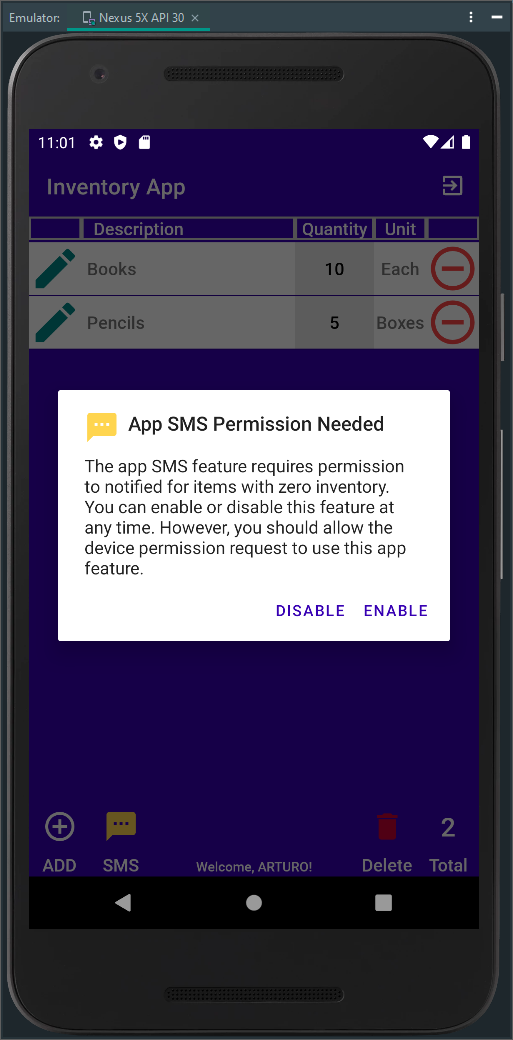 Emulator: Nexus 5X API 30
11:01
Inventory App
Description Quantity Unit
Books 10 Each
Pencils 5 Boxes
App SMS Permission Needed
The app SMS feature requires permission
to notified for items with zero inventory.
You can enable or disable this feature at
any time. However, you should allow the
device permission request to use this app
feature.
DISABLE ENABLE
2
ADD SMS Welcome, ARTURO! Delete Total